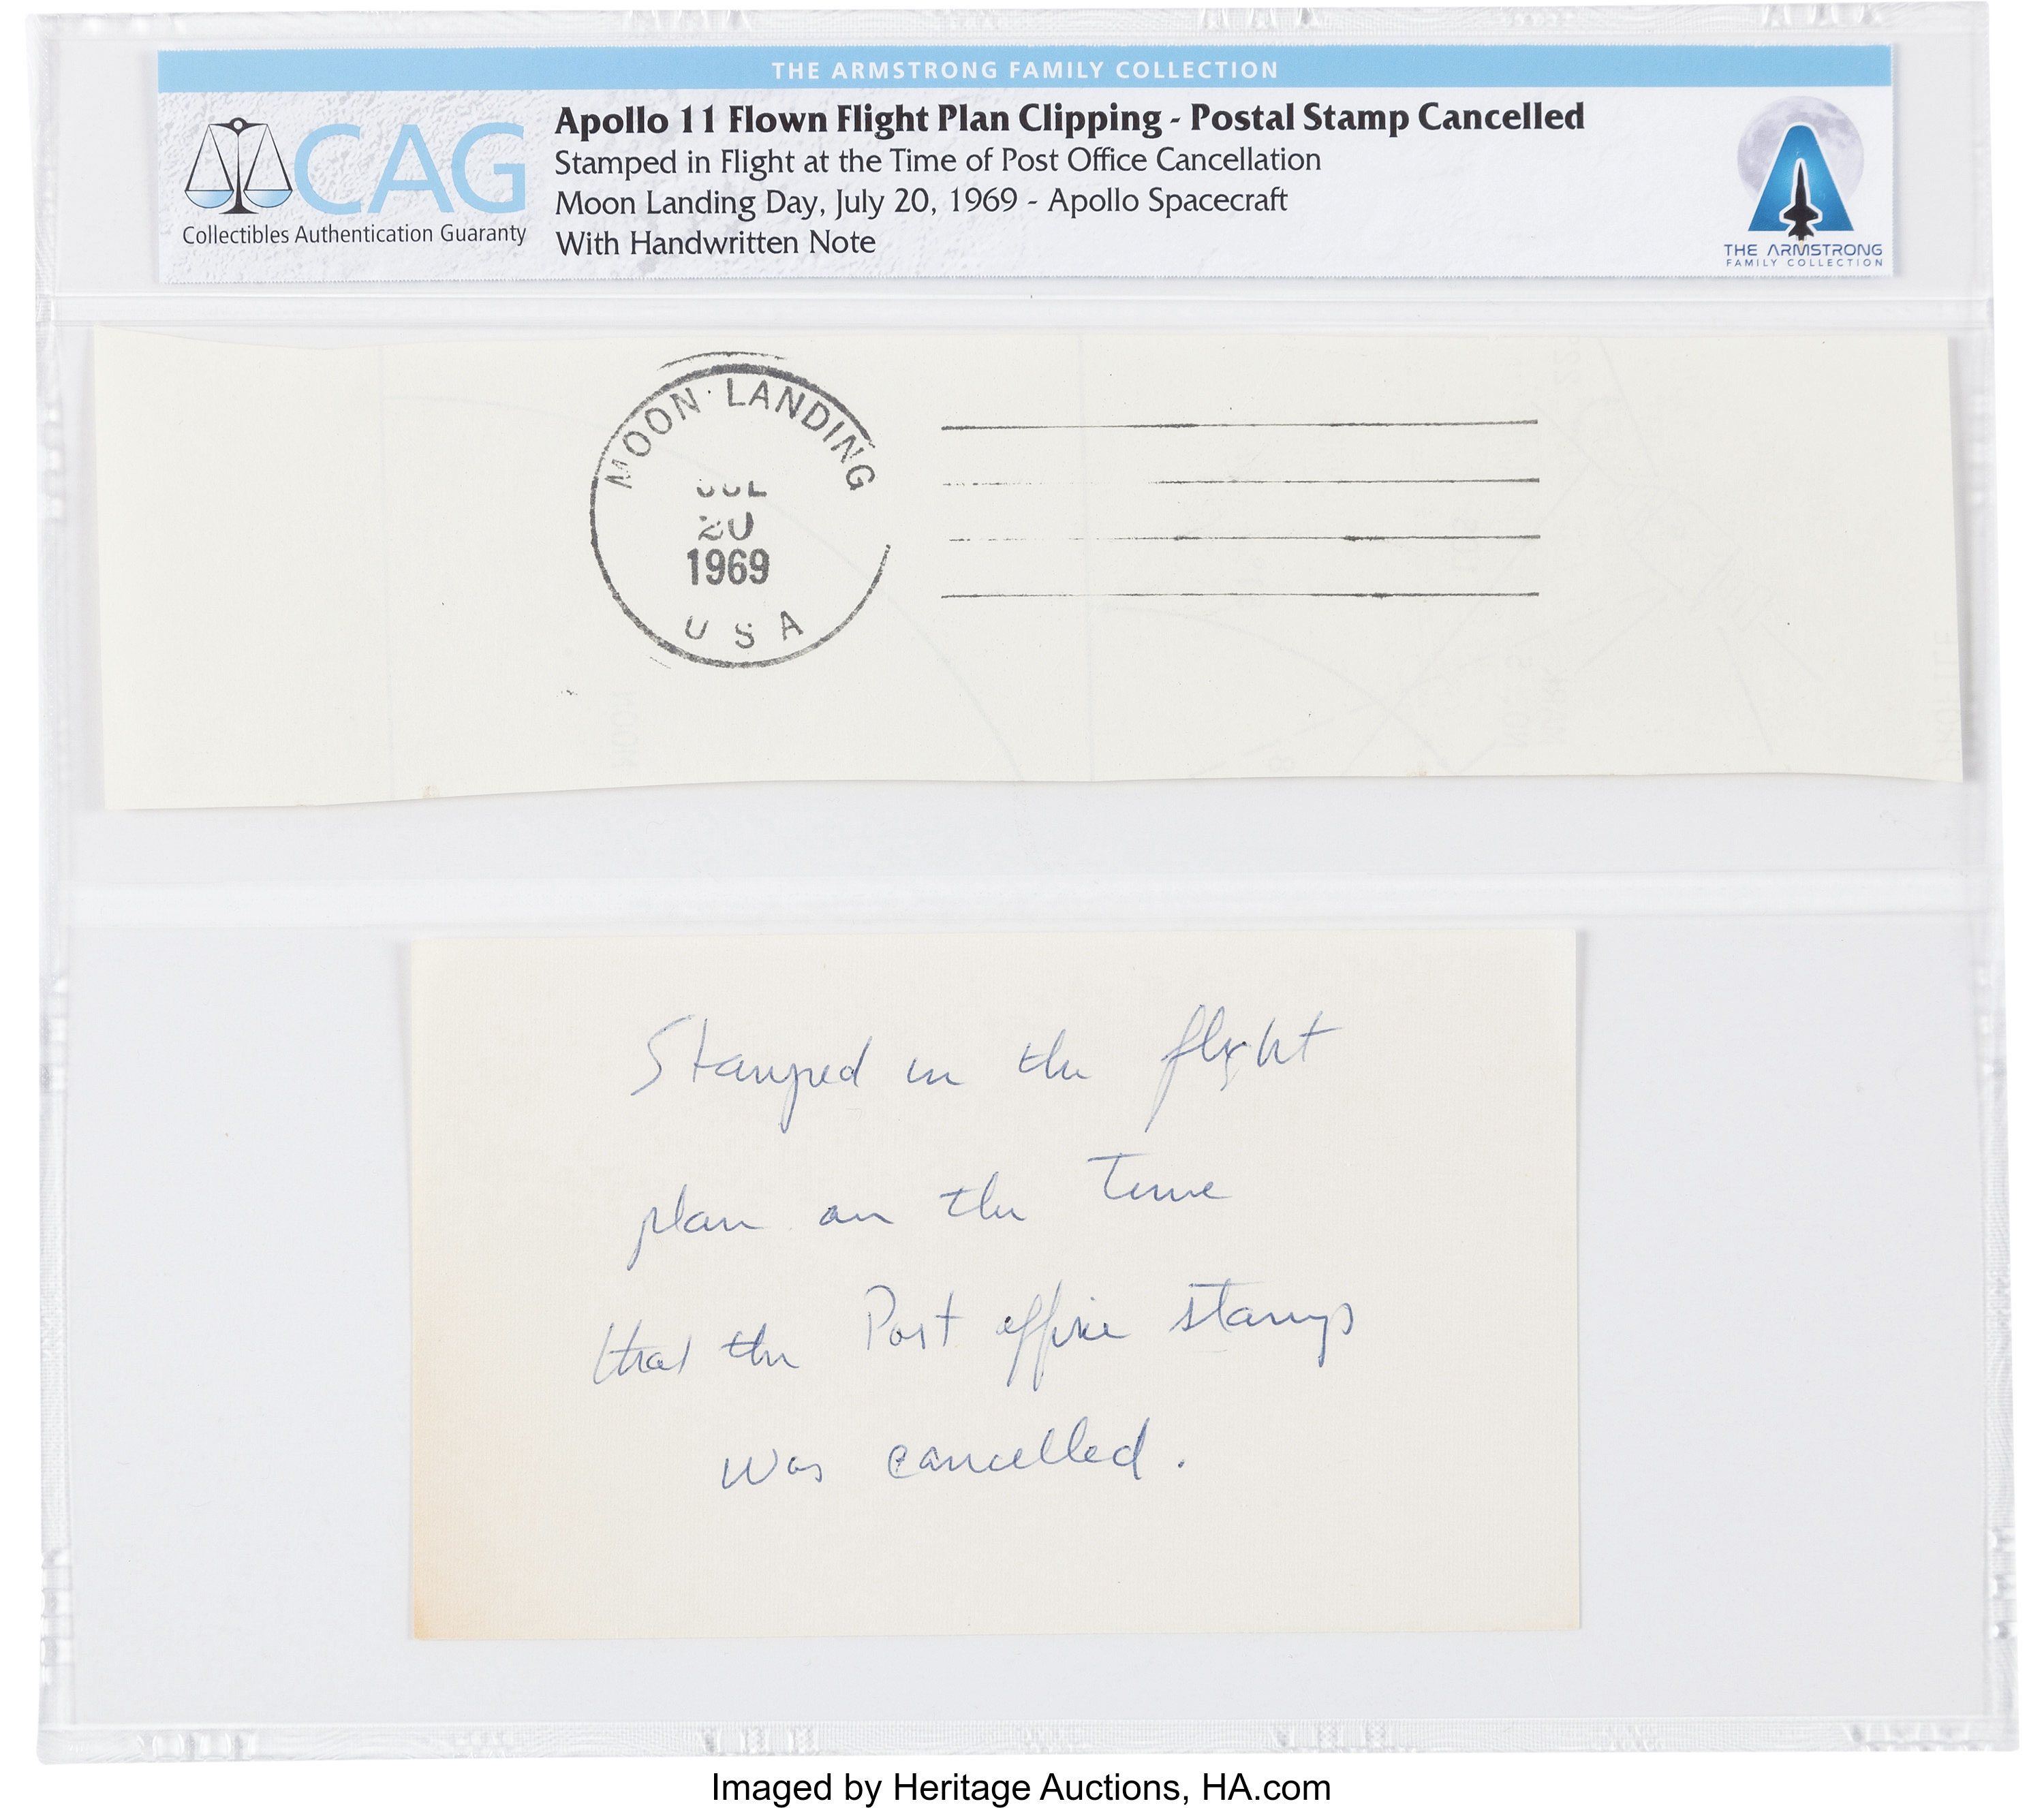 THE ARMSTRONG FAMILY COLLECTION
CAG
Collectibles Authentication Guaranty
Apollo 11 Flown Flight Plan Clipping - Postal Stamp Cancelled
Stamped in Flight at the Time of Post Office Cancellation
Moon Landing Day, July 20, 1969 - Apollo Spacecraft
With Handwritten Note
THE ARMSTRONG
FAMILY COLLECTION
MOON LANDING
JUL
20
1969
USA
Stamped in the flight
plan on the time
that the Post office stamp
was cancelled.
Imaged by Heritage Auctions, HA.com